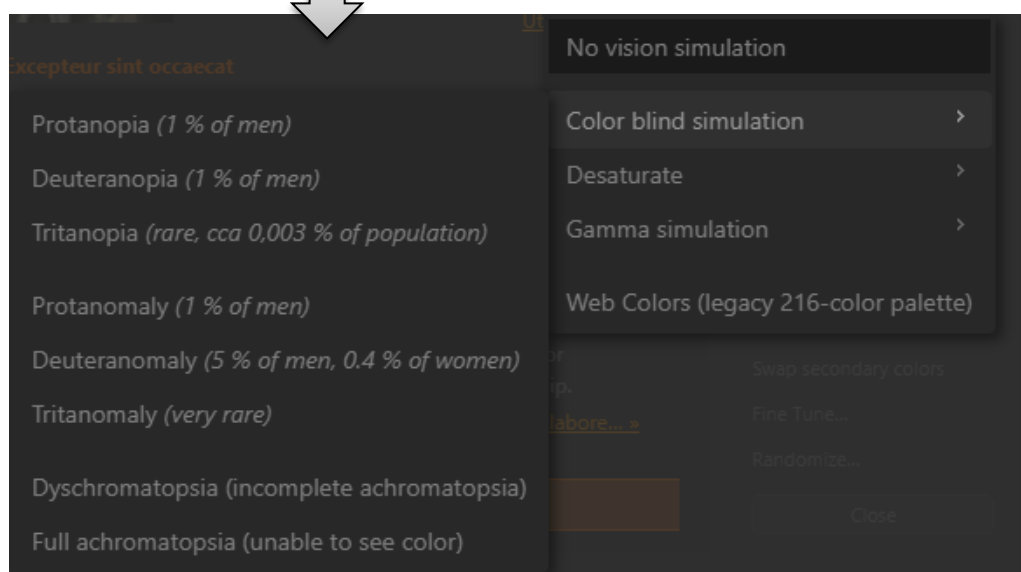 Ut
Excepteur sint occaecat
No vision simulation
Color blind simulation
Desaturate
Gamma simulation
Web Colors (legacy 216-color palette)
Protanopia (1 % of men)
Deuteranopia (1 % of men)
Tritanopia (rare, cca 0,003 % of population)
Protanomaly (1 % of men)
Deuteranomaly (5 % of men, 0.4 % of women)
Tritanomaly (very rare)
Dyschromatopsia (incomplete achromatopsia)
Full achromatopsia (unable to see color)
labore... »
Swap secondary colors
Fine Tune...
Randomize...
Close